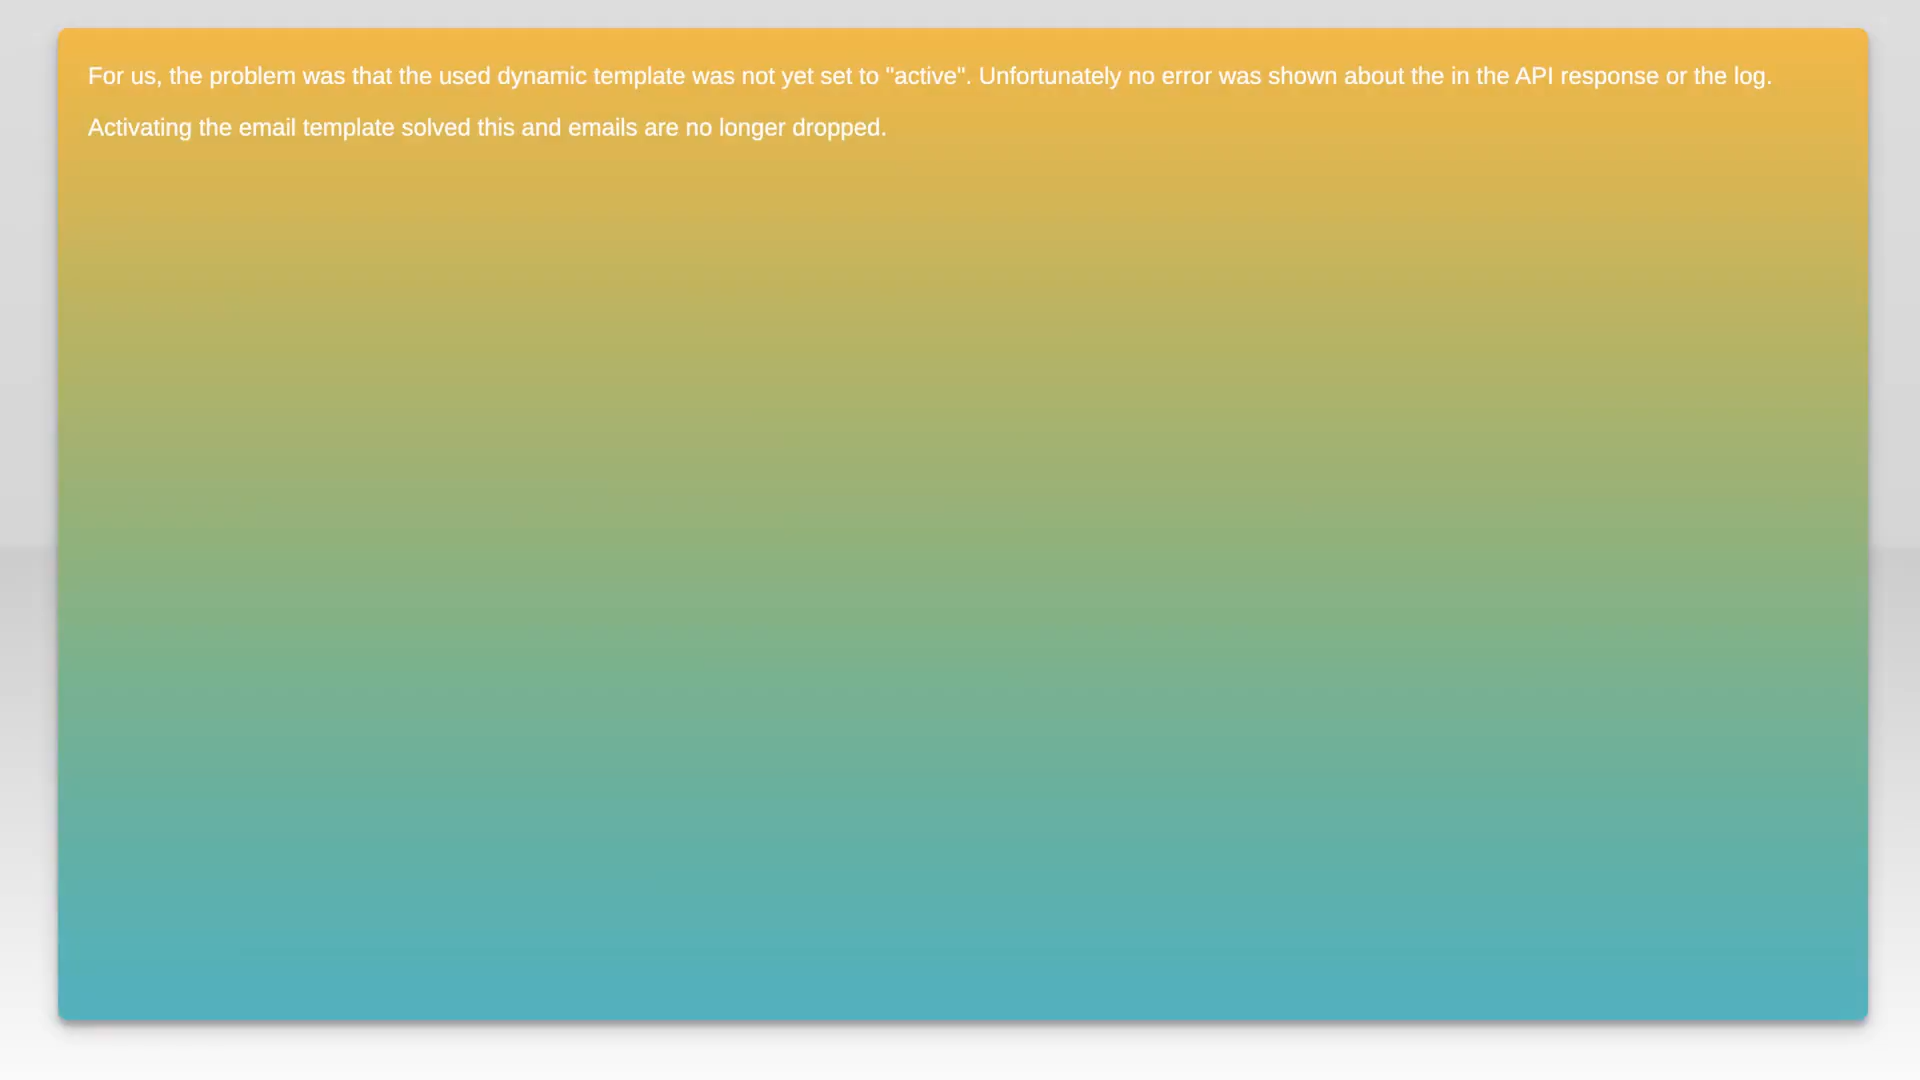 For us, the problem was that the used dynamic template was not yet set to "active". Unfortunately no error was shown about the in the API response or the log.
Activating the email template solved this and emails are no longer dropped.